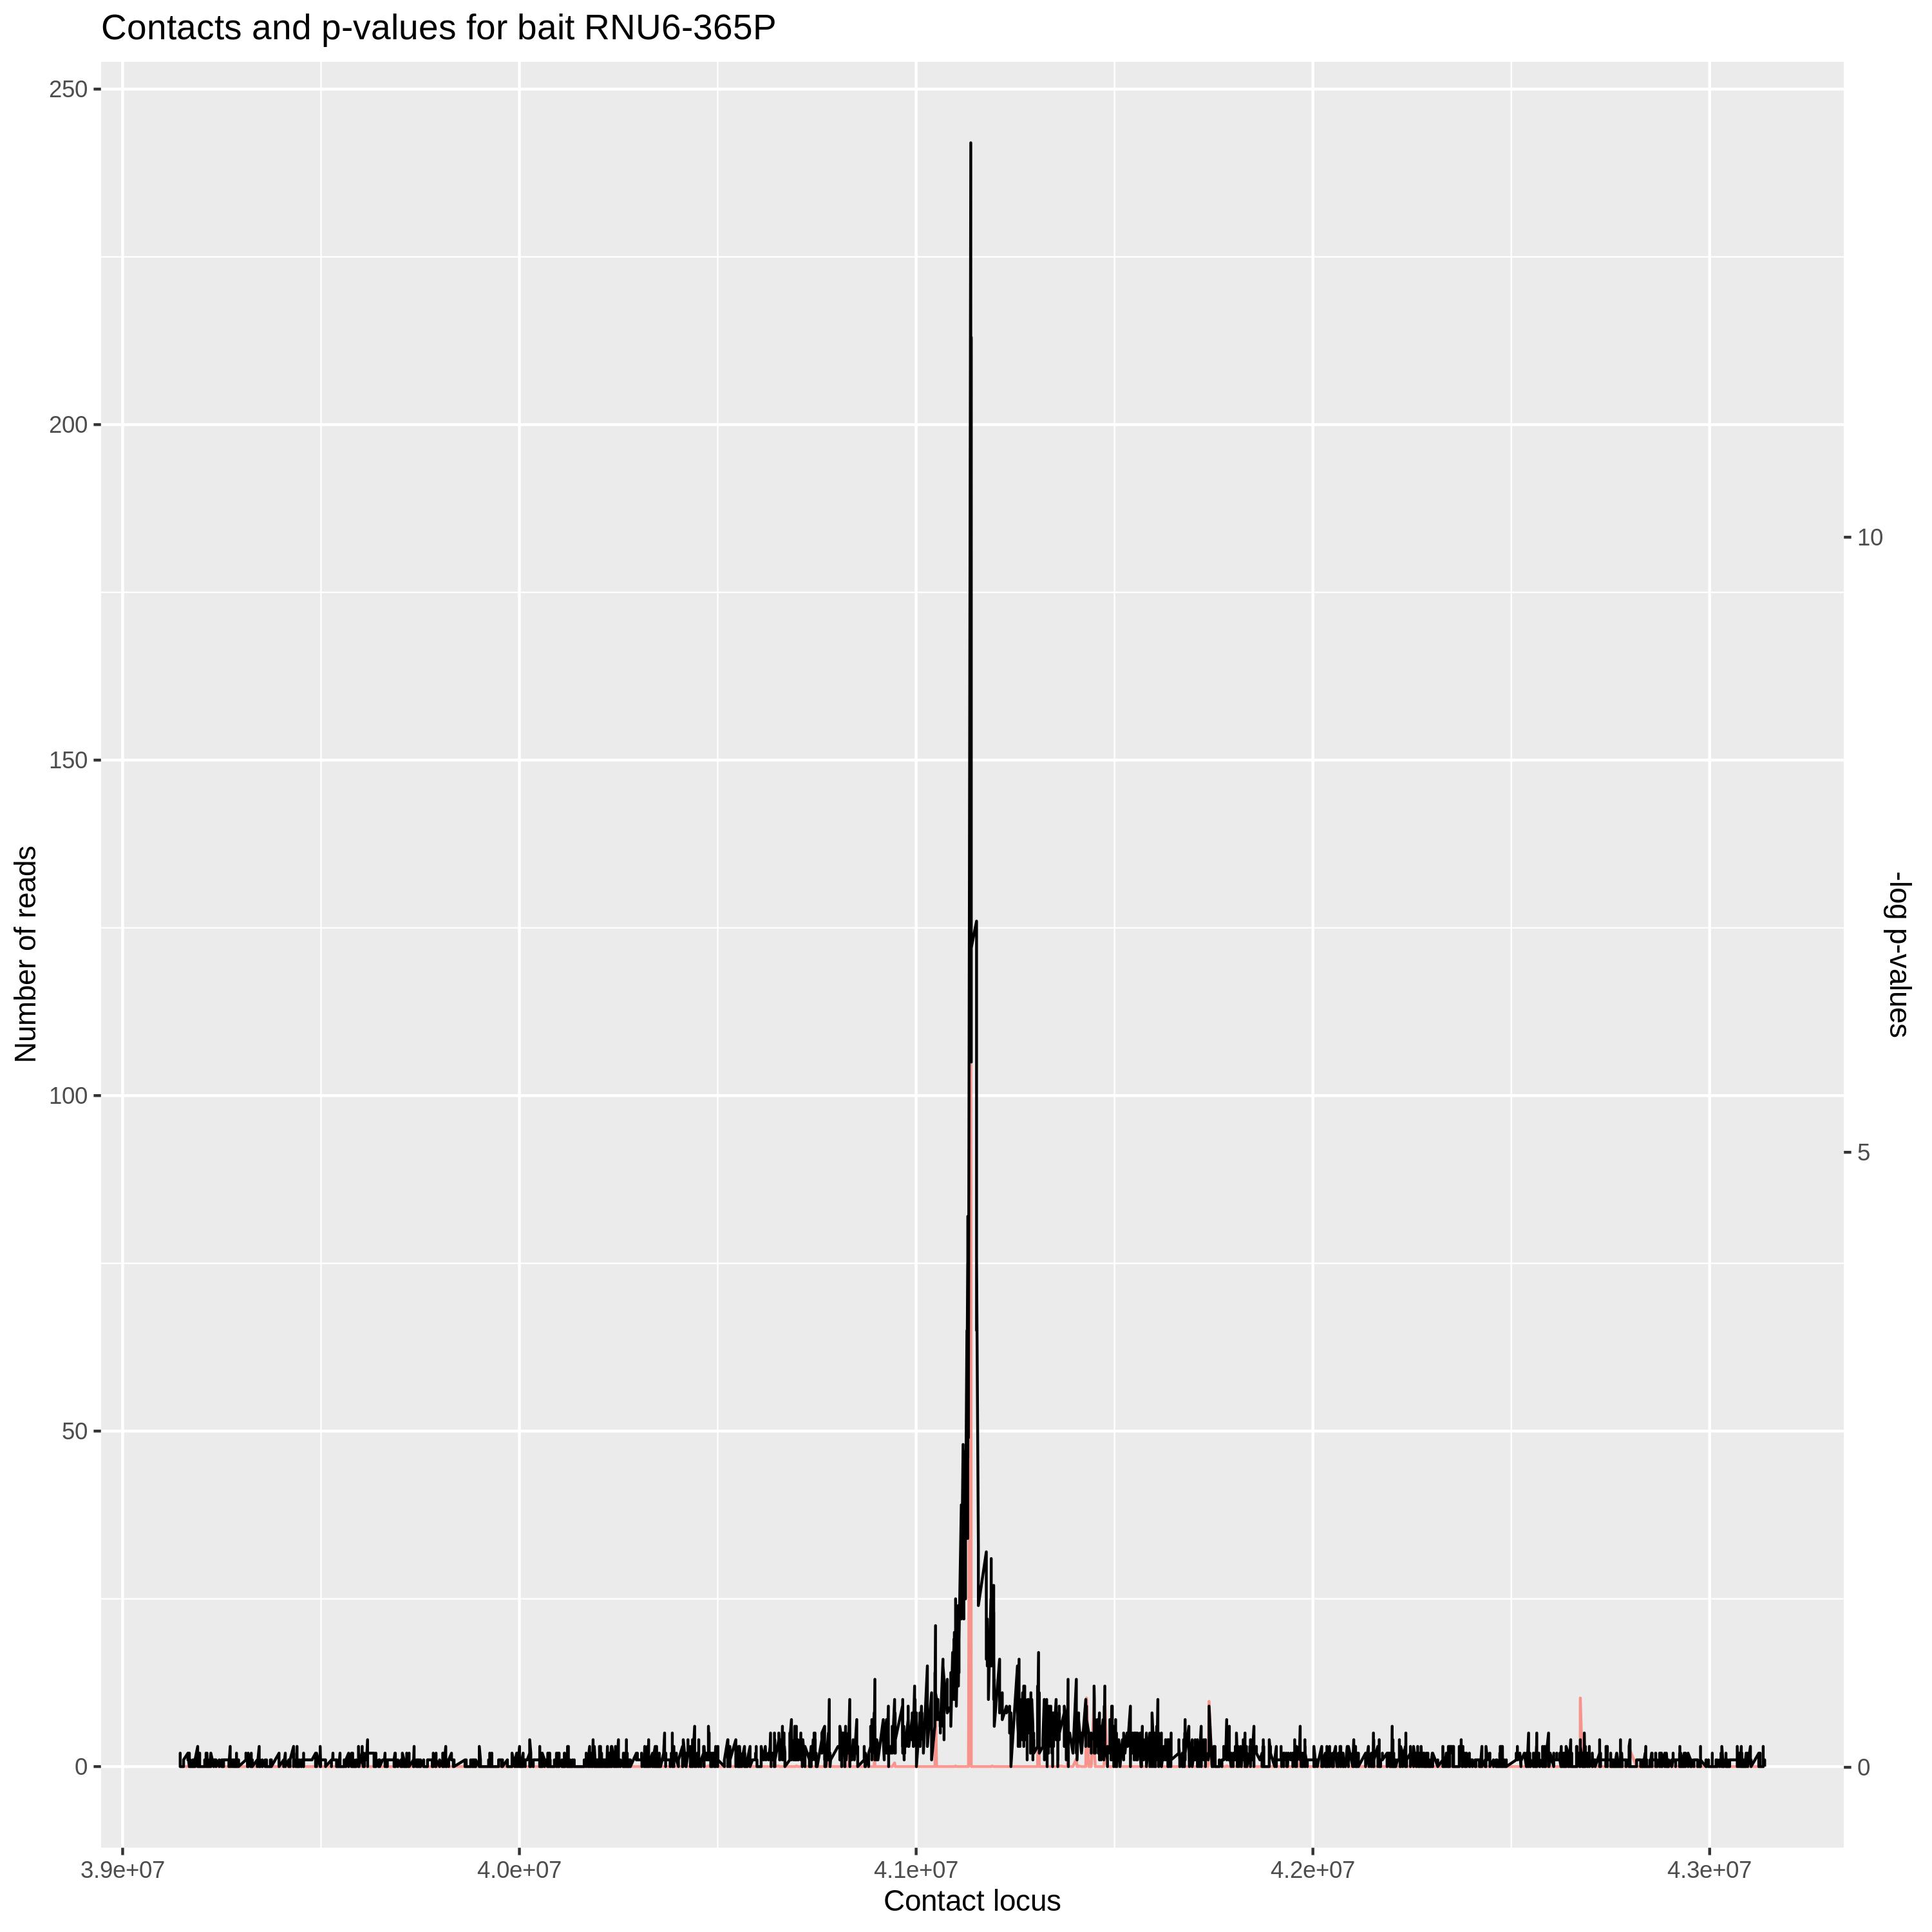 Contacts and p-values for bait RNU6-365P
250
200
150
100
50
0
Number of reads
10
5
0
-log p-values
3.9e+07
4.0e+07
4.1e+07
4.2e+07
4.3e+07
Contact locus